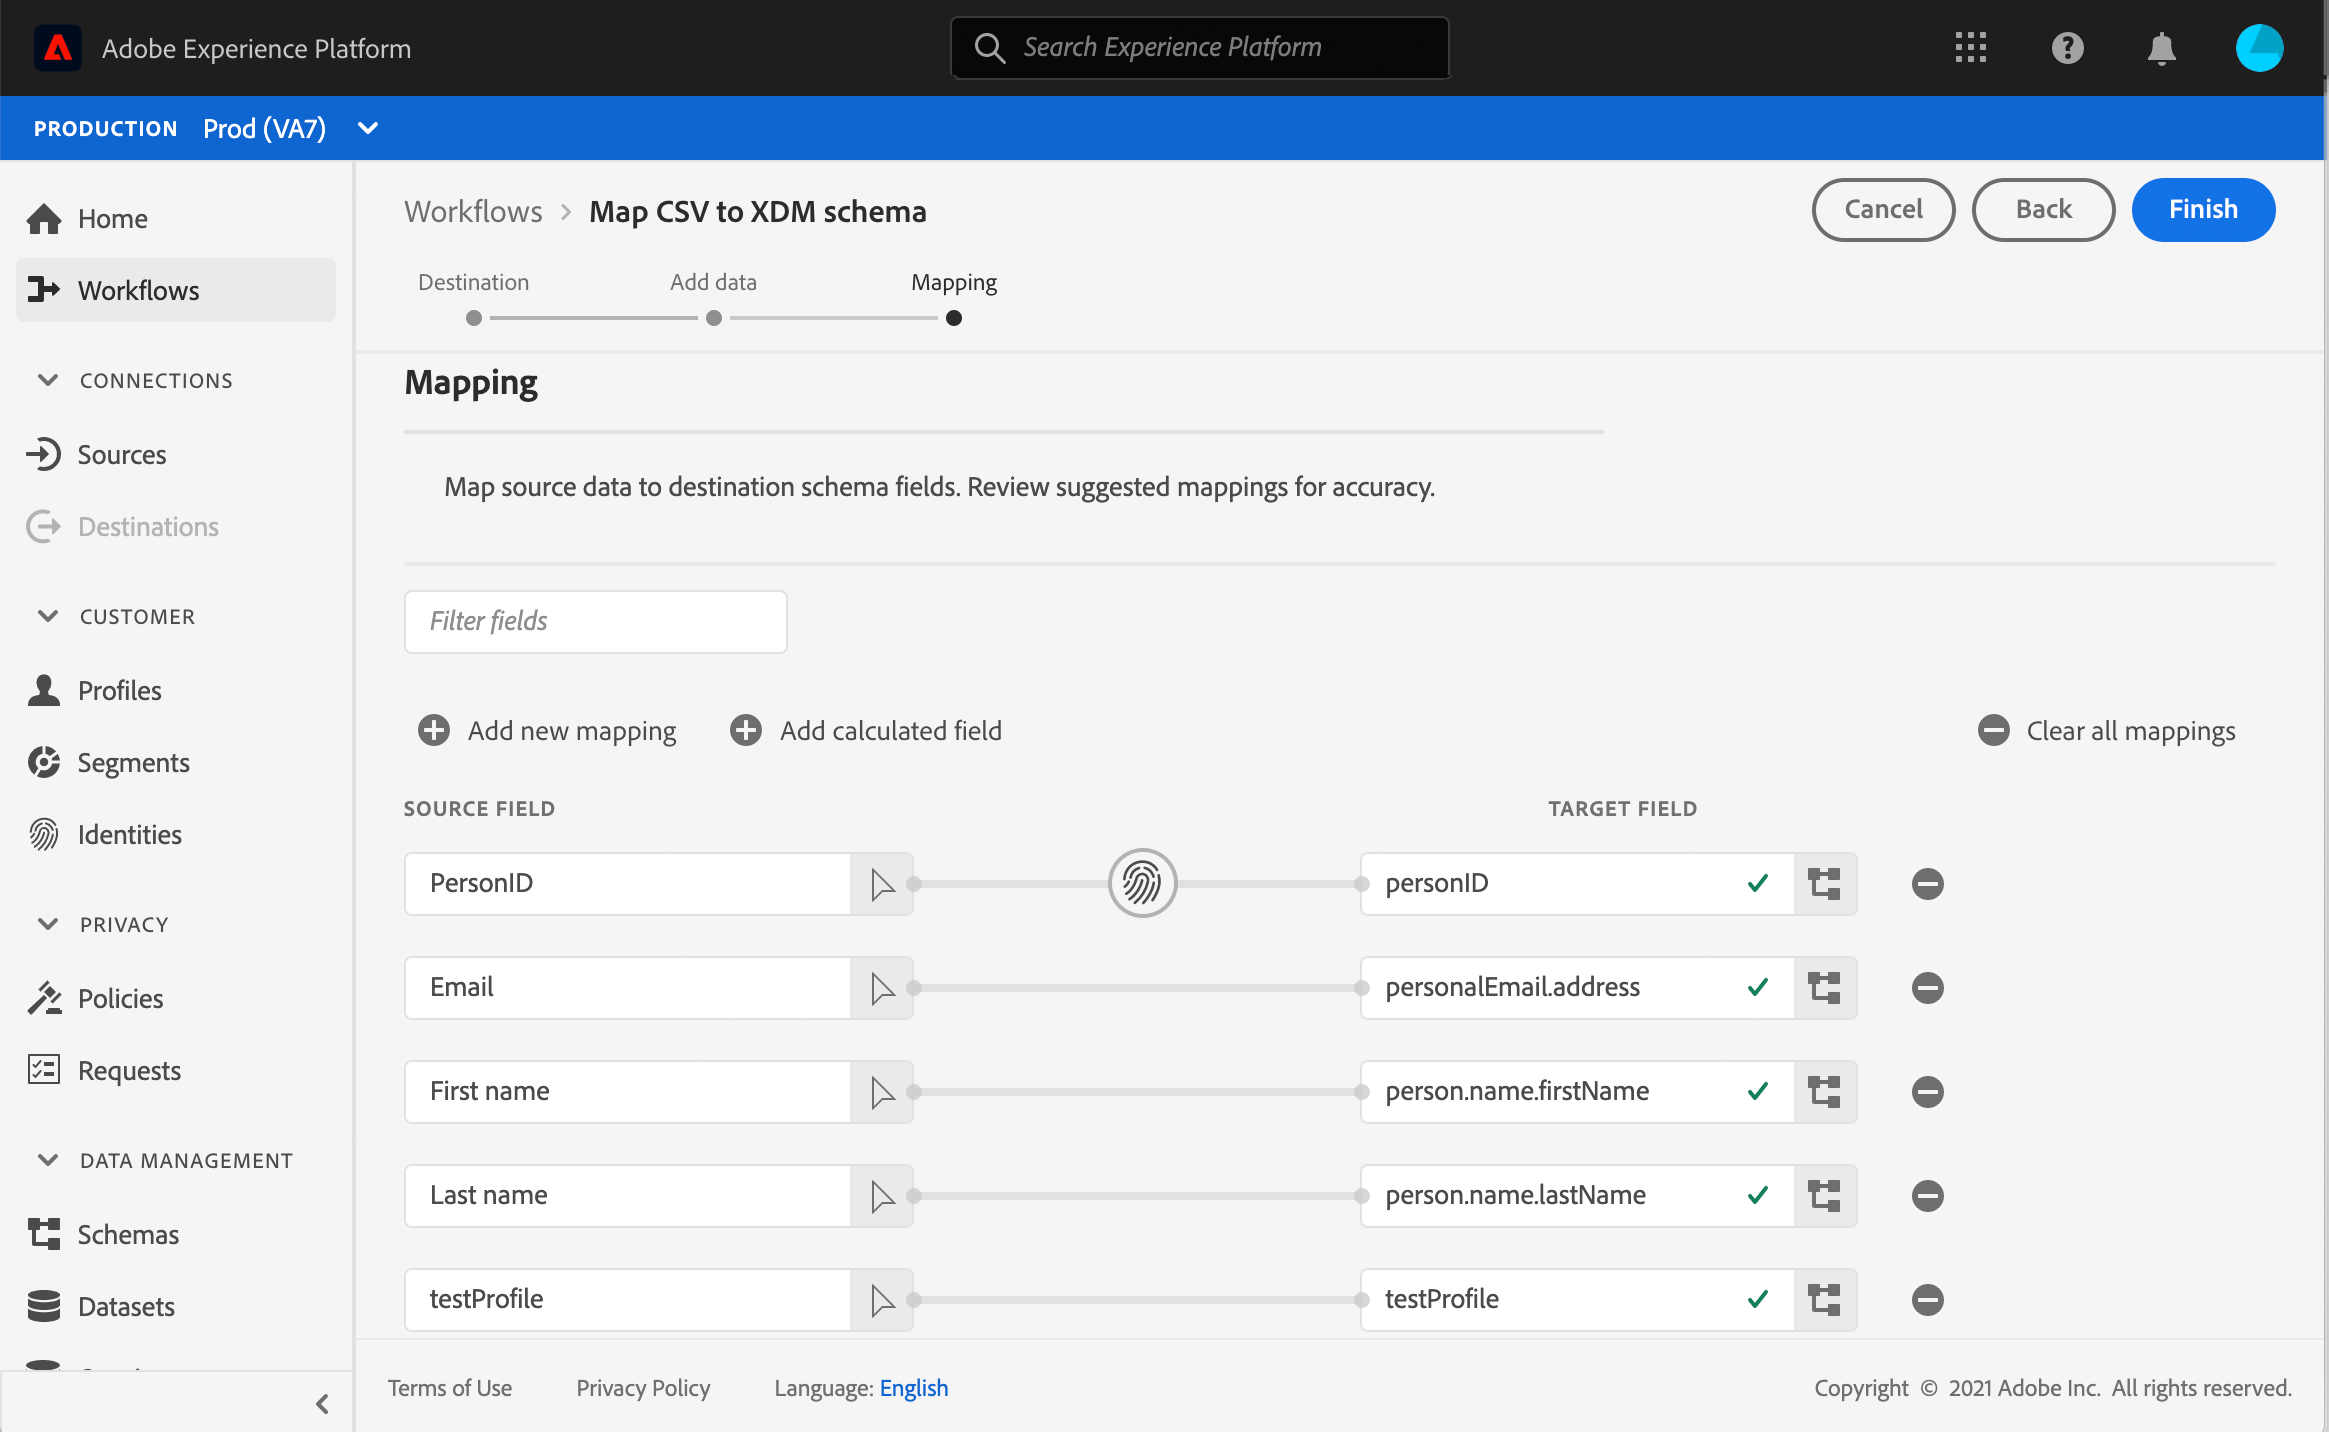 Adobe Experience Platform
Search Experience Platform
PRODUCTION Prod (VA7)
Home
Workflows
CONNECTIONS
Sources
Destinations
CUSTOMER
Profiles
Segments
Identities
PRIVACY
Policies
Requests
DATA MANAGEMENT
Schemas
Datasets
Workflows > Map CSV to XDM schema
Cancel
Back
Finish
Destination
Add data
Mapping
Mapping
Map source data to destination schema fields. Review suggested mappings for accuracy.
Filter fields
Add new mapping
Add calculated field
Clear all mappings
SOURCE FIELD
TARGET FIELD
PersonID
personID
Email
personalEmail.address
First name
person.name.firstName
Last name
person.name.lastName
testProfile
testProfile
Terms of Use
Privacy Policy
Language: English
Copyright © 2021 Adobe Inc. All rights reserved.